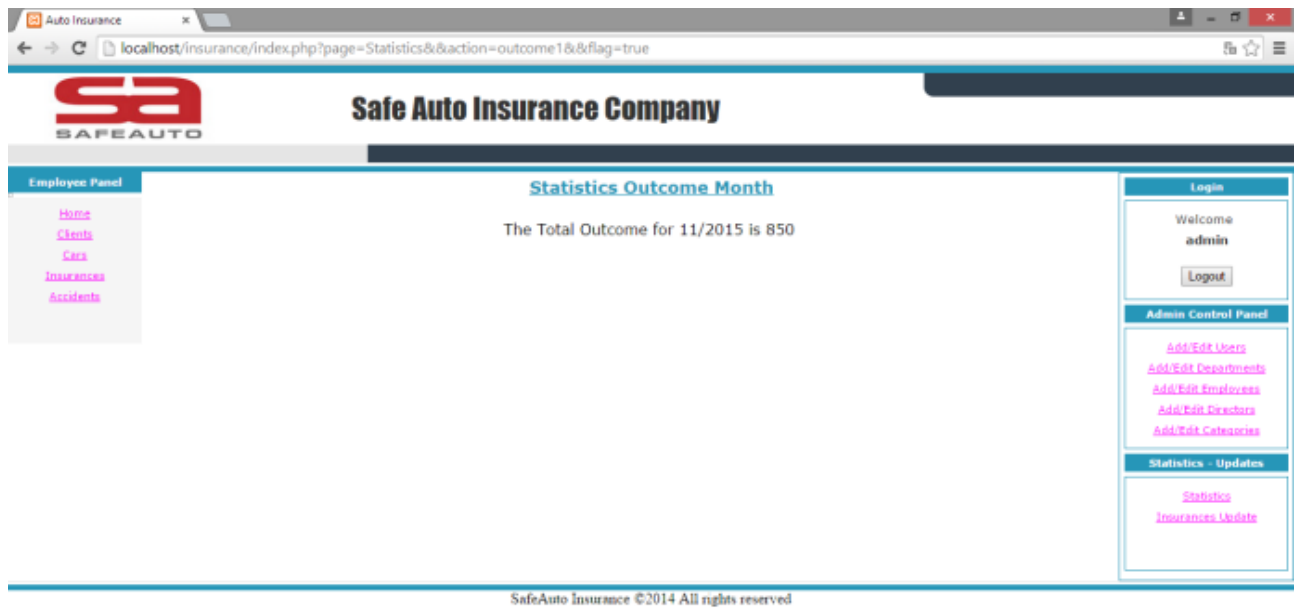 Auto Insurance
localhost/insurance/index.php?page=Statistics&&action=outcome1&&flag=true
sa
SAFEAUTO
Safe Auto Insurance Company
Employee Panel
Home
Clients
Cars
Insurances
Accidents
Statistics Outcome Month
The Total Outcome for 11/2015 is 850
Login
Welcome
admin
Logout
Admin Control Panel
Add/Edit Users
Add/Edit Departments
Add/Edit Employees
Add/Edit Directors
Add/Edit Categories
Statistics - Updates
Statistics
Insurances Update
SafeAuto Insurance ©2014 All rights reserved